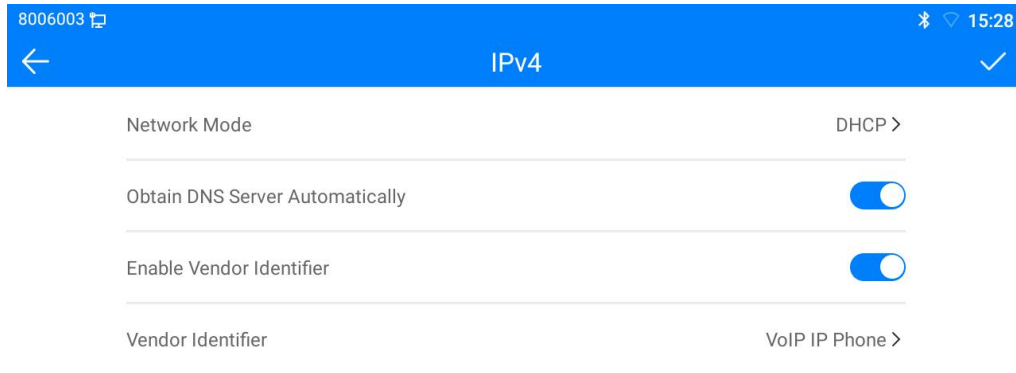 8006003 15:28
IPv4
Network Mode DHCP
Obtain DNS Server Automatically
Enable Vendor Identifier
Vendor Identifier VoIP IP Phone